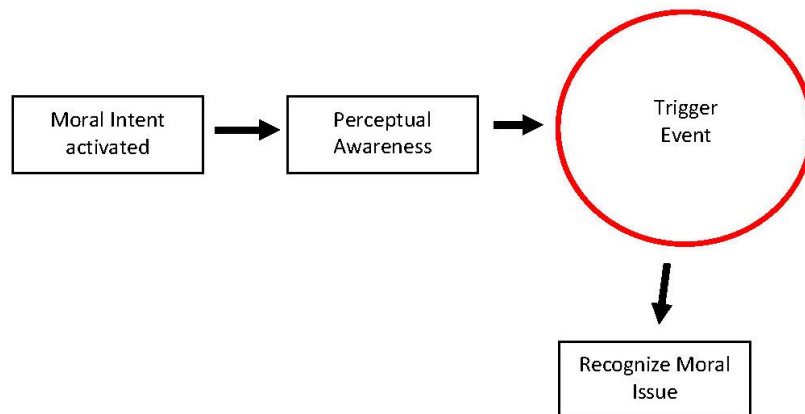 Moral Intent
activated
Perceptual
Awareness
Trigger
Event
Recognize Moral
Issue